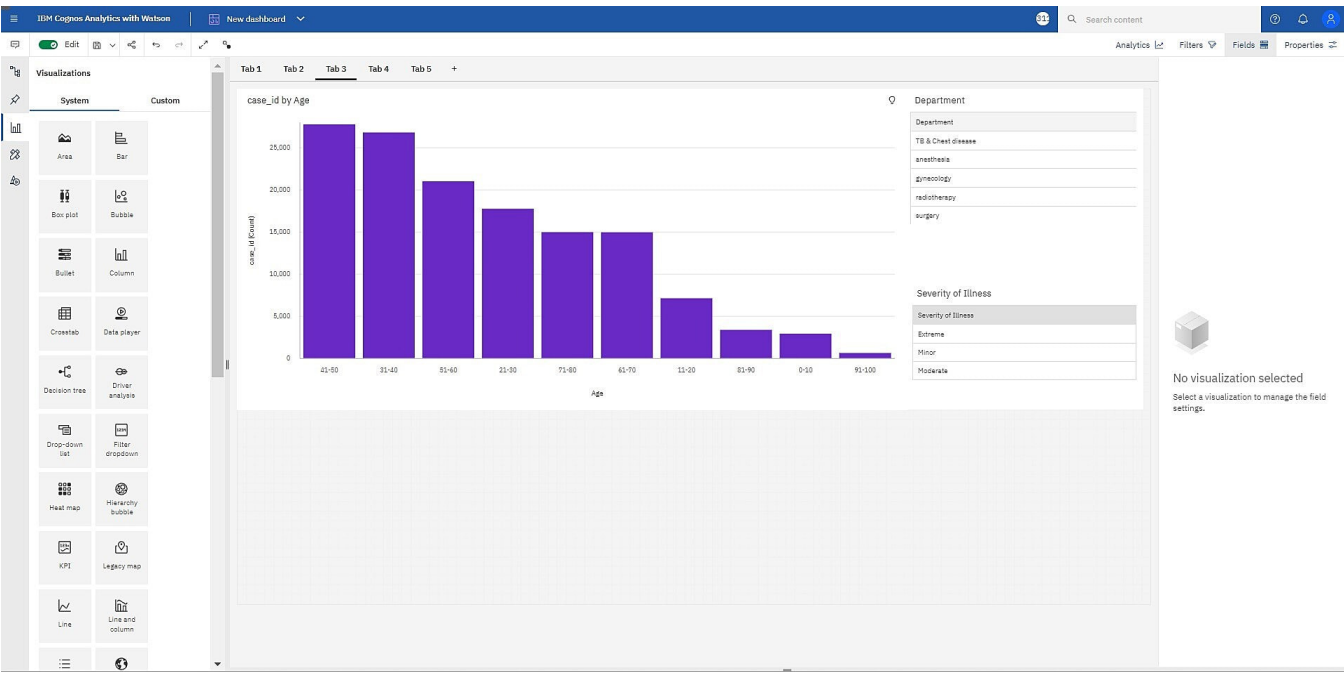 IBM Cognos Analytics with Watson
New dashboard
Search content
Edit
Analytics
Filters
Fields
Properties
Visualizations
System
Custom
Area
Bar
Box plot
Bubble
Bullet
Column
Crosstab
Data player
Decision tree
Driver
analysis
Drop-down
list
Filter
dropdown
Heat map
Hierarchy
bubble
KPI
Legacy map
Line
Line and
column
Tab 1
Tab 2
Tab 3
Tab 4
Tab 5
+
case_id by Age
case_id (Count)
25,000
20,000
15,000
10,000
5,000
0
41-50
31-40
51-60
21-30
71-80
61-70
11-20
81-90
0-10
91-100
Age
Department
Department
TB & Chest disease
anesthesia
gynecology
radiotherapy
surgery
Severity of Illness
Severity of Illness
Extreme
Minor
Moderate
No visualization selected
Select a visualization to manage the field
settings.